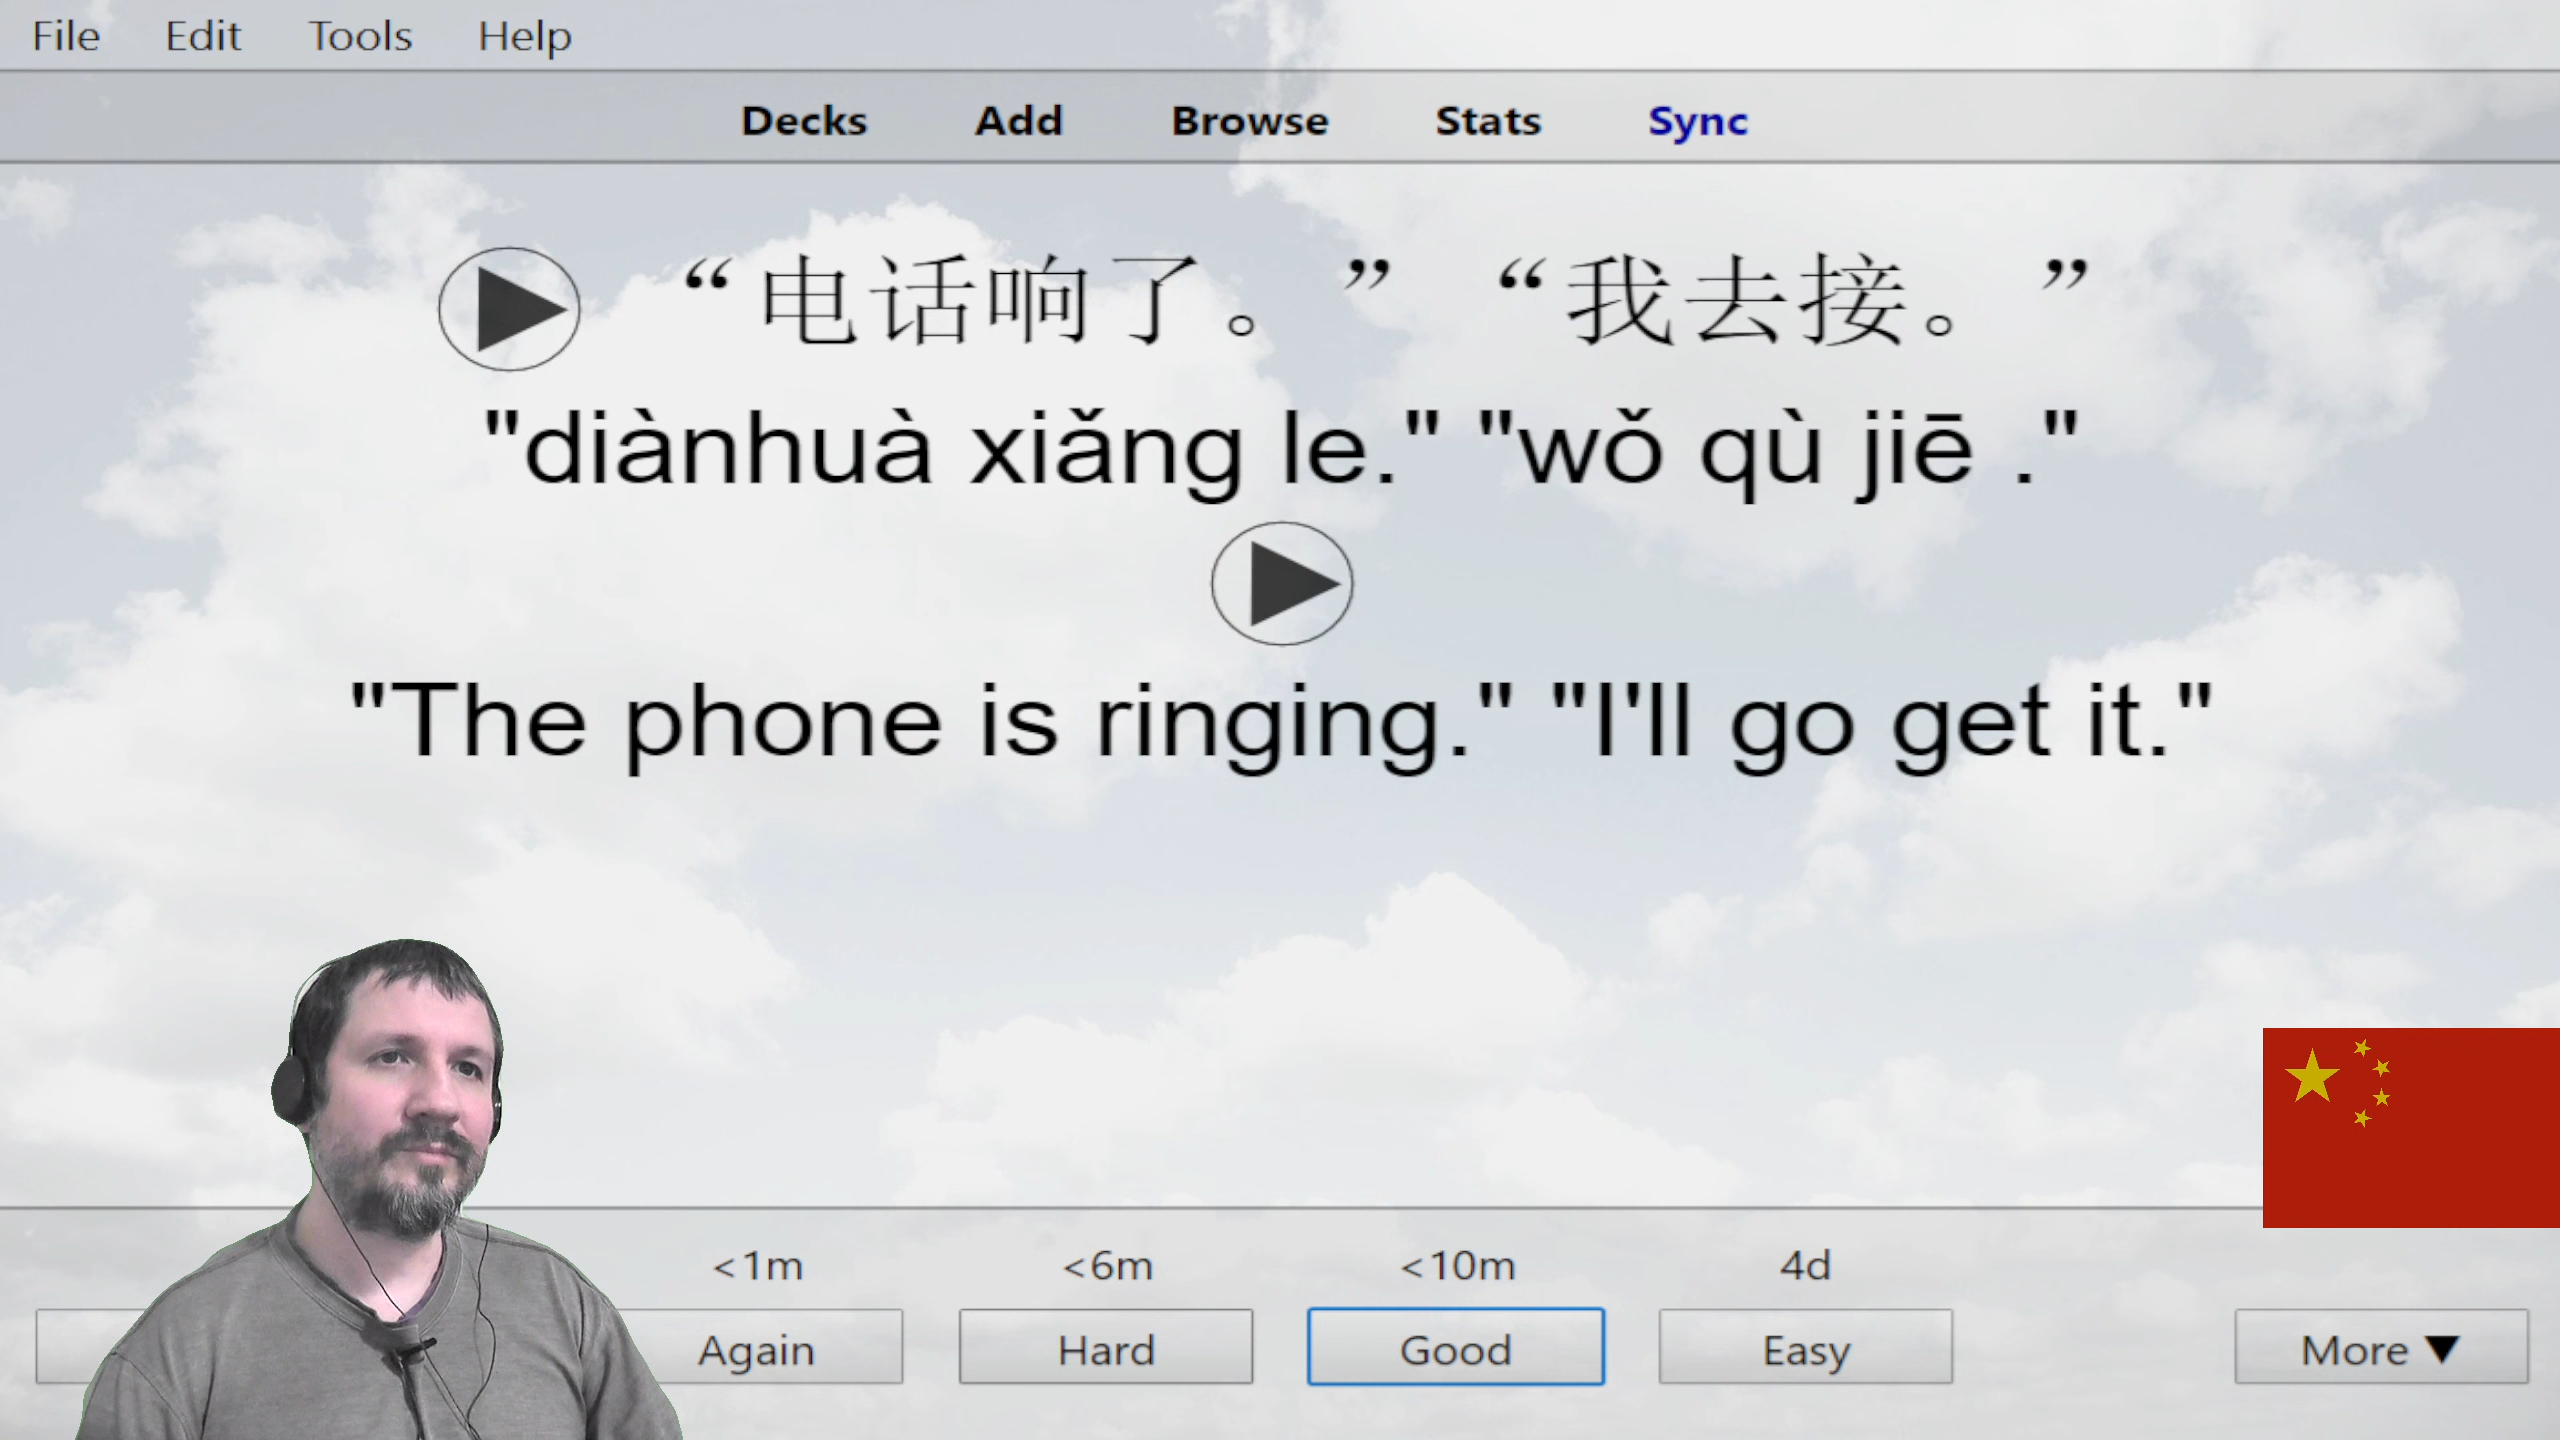 File Edit Tools Help
Decks Add Browse Stats Sync
“电话响了。” “我去接。”
"diànhuà xiǎng le." "wǒ qù jiē ."
"The phone is ringing." "I'll go get it."
<1m <6m <10m 4d
Again Hard Good Easy More ▼